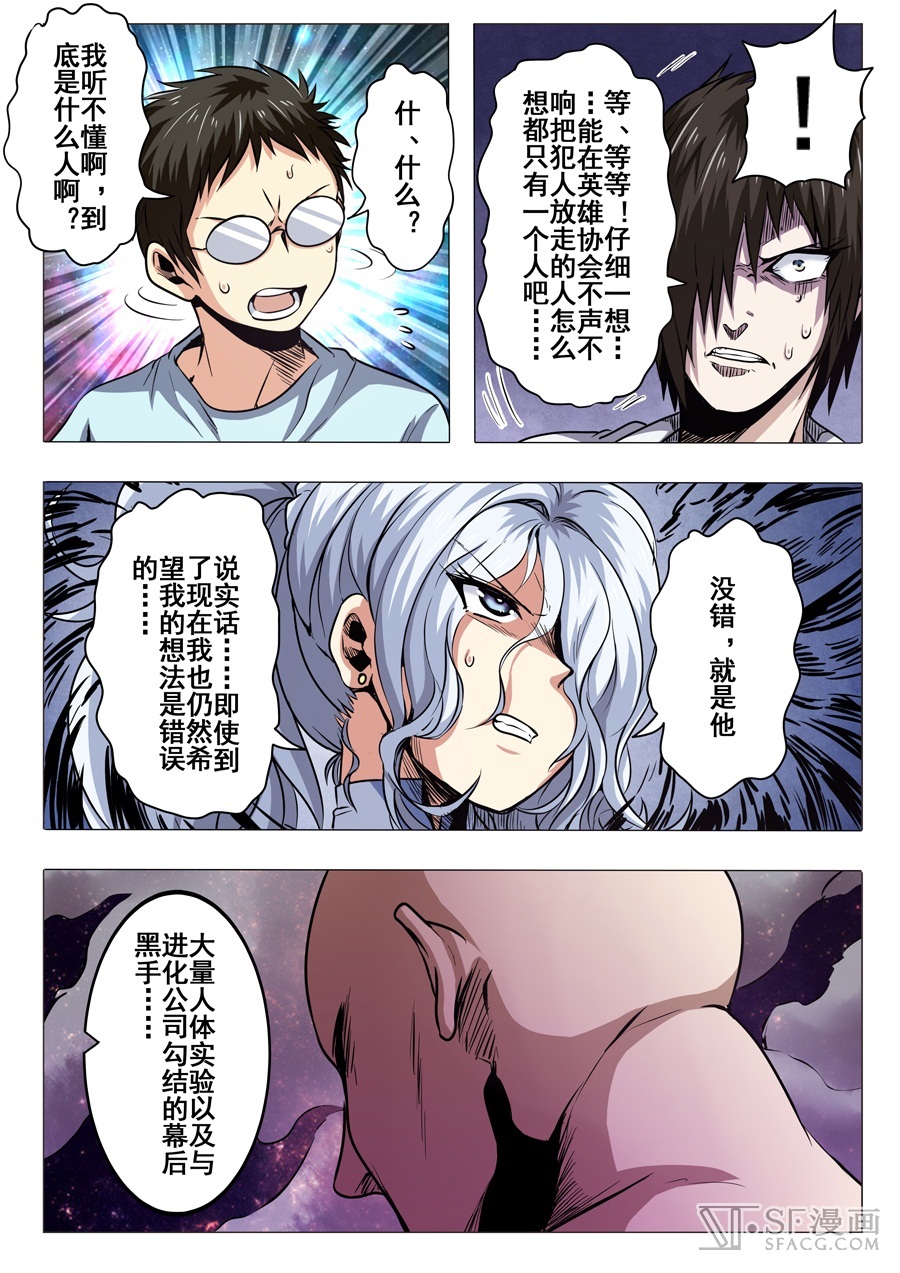 ！
等、等等！仔细一想…
…能在英雄协会不声不
响把犯人放走的人怎么
想都只有一个人吧……
什、什么？
我听不懂啊，到
底是什么人啊？
没错，就是他
说实话……即使到
了现在我也仍然希
望我的想法是错误
的……
大量人体实验以及与
进化公司勾结的幕后
黑手……
SF漫画
SFACG.COM